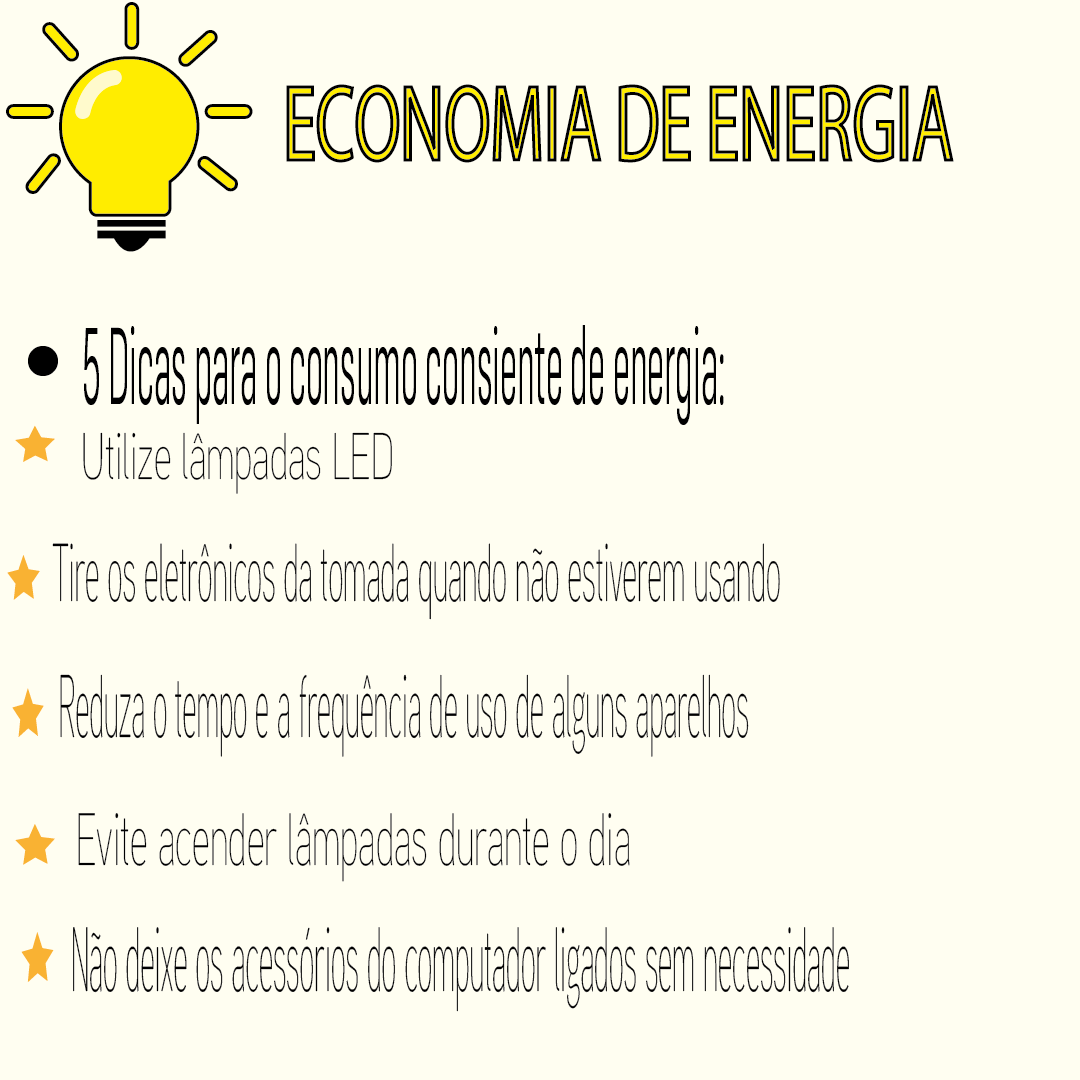 ECONOMIA DE ENERGIA
5 Dicas para o consumo consiente de energia:
Utilize lâmpadas LED
Tire os eletrônicos da tomada quando não estiverem usando
Reduza o tempo e a frequência de uso de alguns aparelhos
Evite acender lâmpadas durante o dia
Não deixe os acessórios do computador ligados sem necessidade